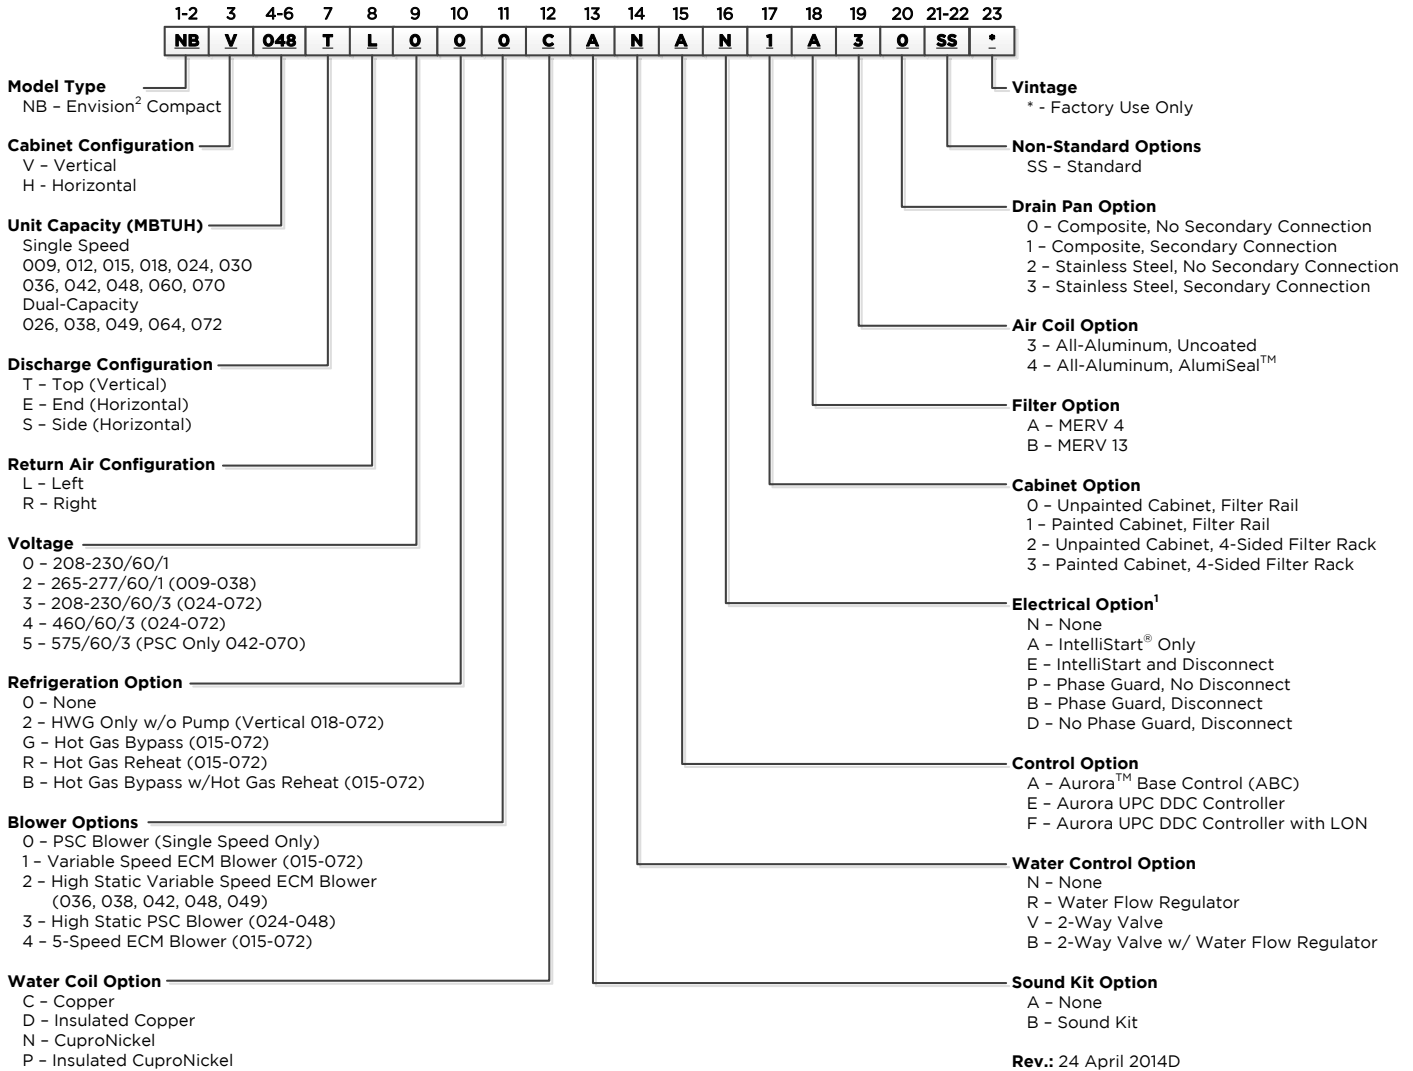 1-2 3 4-6 7 8 9 10 11 12 13 14 15 16 17 18 19 20 21-22 23
NB V 048 T L 0 0 0 C A N A N 1 A 3 0 SS *
Model Type
NB – Envision2 Compact
Cabinet Configuration
V – Vertical
H - Horizontal
Unit Capacity (MBTUH)
Single Speed
009, 012, 015, 018, 024, 030
036, 042, 048, 060, 070
Dual-Capacity
026, 038, 049, 064, 072
Discharge Configuration
T – Top (Vertical)
E – End (Horizontal)
S – Side (Horizontal)
Return Air Configuration
L – Left
R – Right
Voltage
0 – 208-230/60/1
2 – 265-277/60/1 (009-038)
3 – 208-230/60/3 (024-072)
4 – 460/60/3 (024-072)
5 – 575/60/3 (PSC Only 042-070)
Refrigeration Option
0 – None
2 – HWG Only w/o Pump (Vertical 018-072)
G – Hot Gas Bypass (015-072)
R – Hot Gas Reheat (015-072)
B – Hot Gas Bypass w/Hot Gas Reheat (015-072)
Blower Options
0 – PSC Blower (Single Speed Only)
1 – Variable Speed ECM Blower (015-072)
2 – High Static Variable Speed ECM Blower
(036, 038, 042, 048, 049)
3 – High Static PSC Blower (024-048)
4 – 5-Speed ECM Blower (015-072)
Water Coil Option
C – Copper
D – Insulated Copper
N – CuproNickel
P – Insulated CuproNickel
Vintage
* - Factory Use Only
Non-Standard Options
SS – Standard
Drain Pan Option
0 – Composite, No Secondary Connection
1 – Composite, Secondary Connection
2 – Stainless Steel, No Secondary Connection
3 – Stainless Steel, Secondary Connection
Air Coil Option
3 – All-Aluminum, Uncoated
4 – All-Aluminum, AlumiSeal™
Filter Option
A – MERV 4
B – MERV 13
Cabinet Option
0 – Unpainted Cabinet, Filter Rail
1 – Painted Cabinet, Filter Rail
2 – Unpainted Cabinet, 4-Sided Filter Rack
3 – Painted Cabinet, 4-Sided Filter Rack
Electrical Option1
N – None
A – IntelliStart® Only
E – IntelliStart and Disconnect
P – Phase Guard, No Disconnect
B – Phase Guard, Disconnect
D – No Phase Guard, Disconnect
Control Option
A – Aurora™ Base Control (ABC)
E – Aurora UPC DDC Controller
F – Aurora UPC DDC Controller with LON
Water Control Option
N – None
R – Water Flow Regulator
V – 2-Way Valve
B – 2-Way Valve w/ Water Flow Regulator
Sound Kit Option
A – None
B – Sound Kit
Rev.: 24 April 2014D